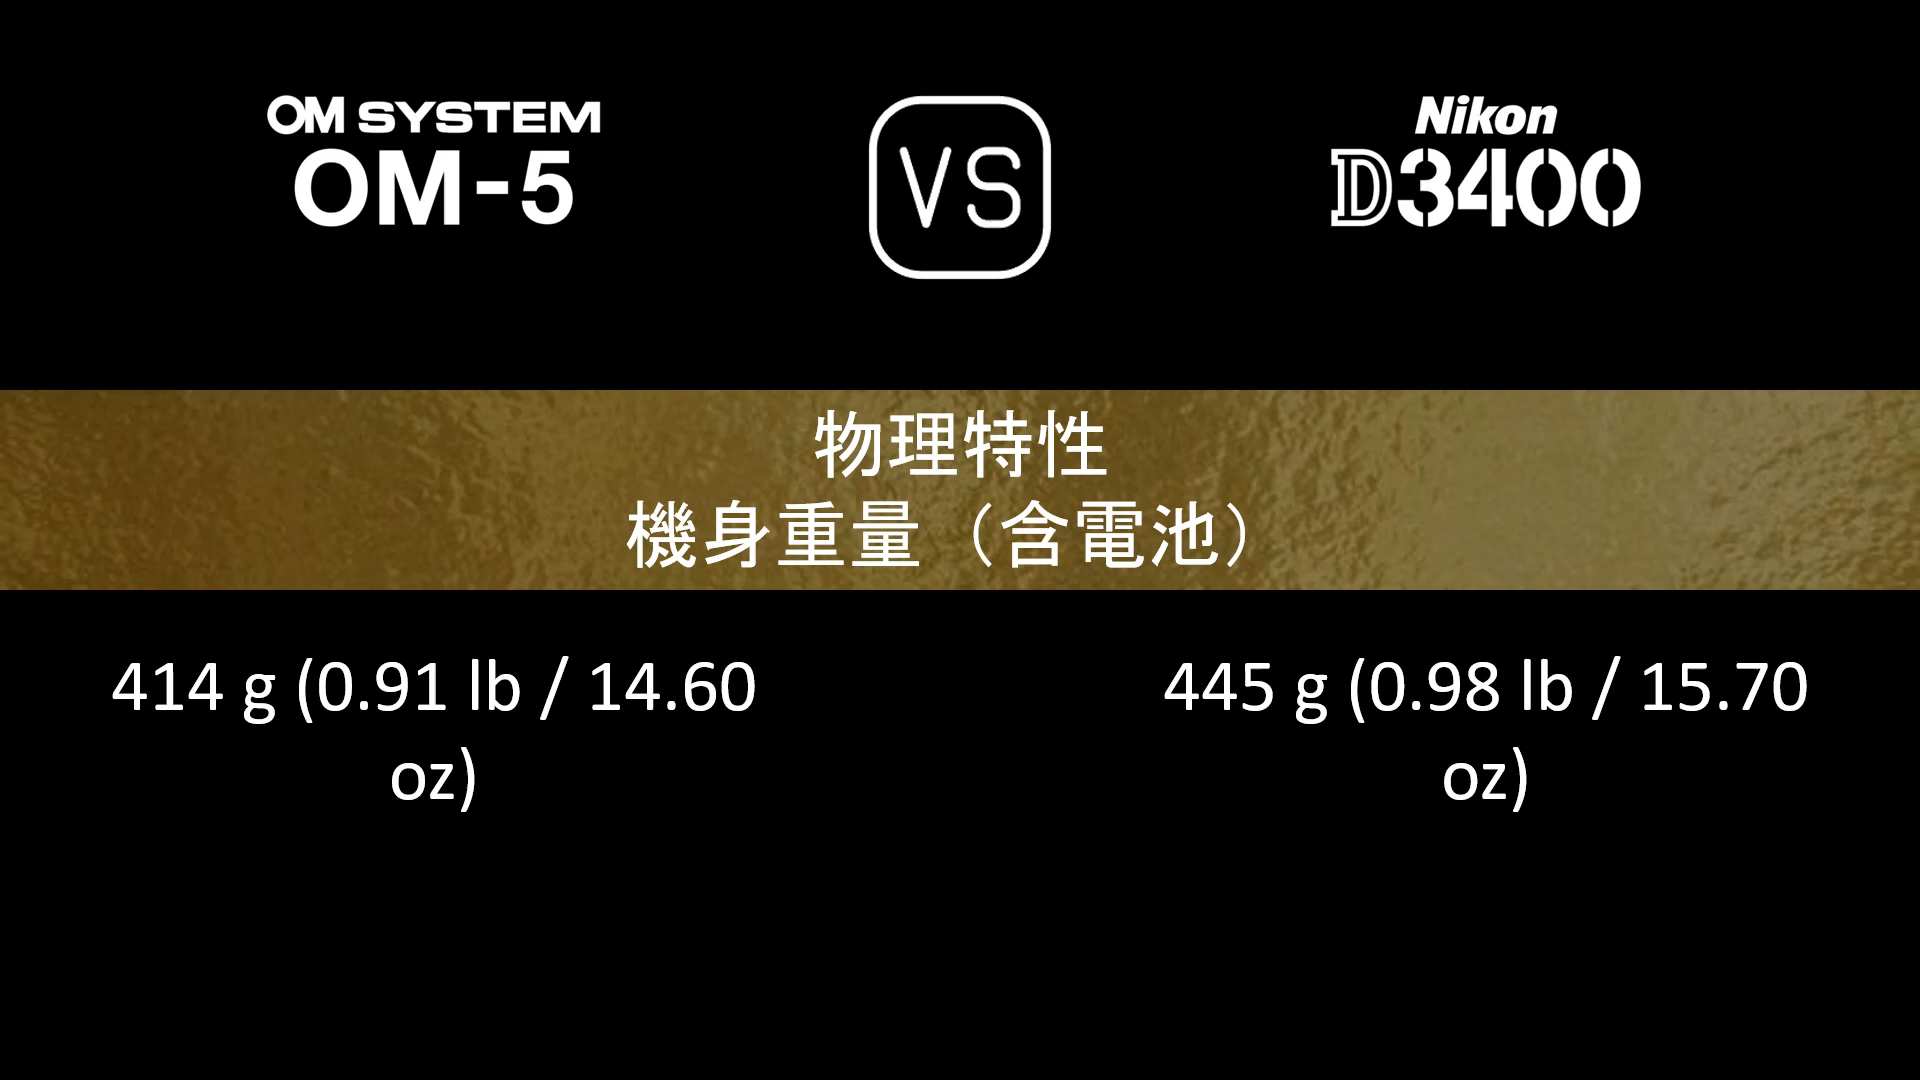 OM SYSTEM
OM-5
VS
Nikon
D3400
物理特性
機身重量（含電池）
414 g (0.91 lb / 14.60
oz)
445 g (0.98 lb / 15.70
oz)